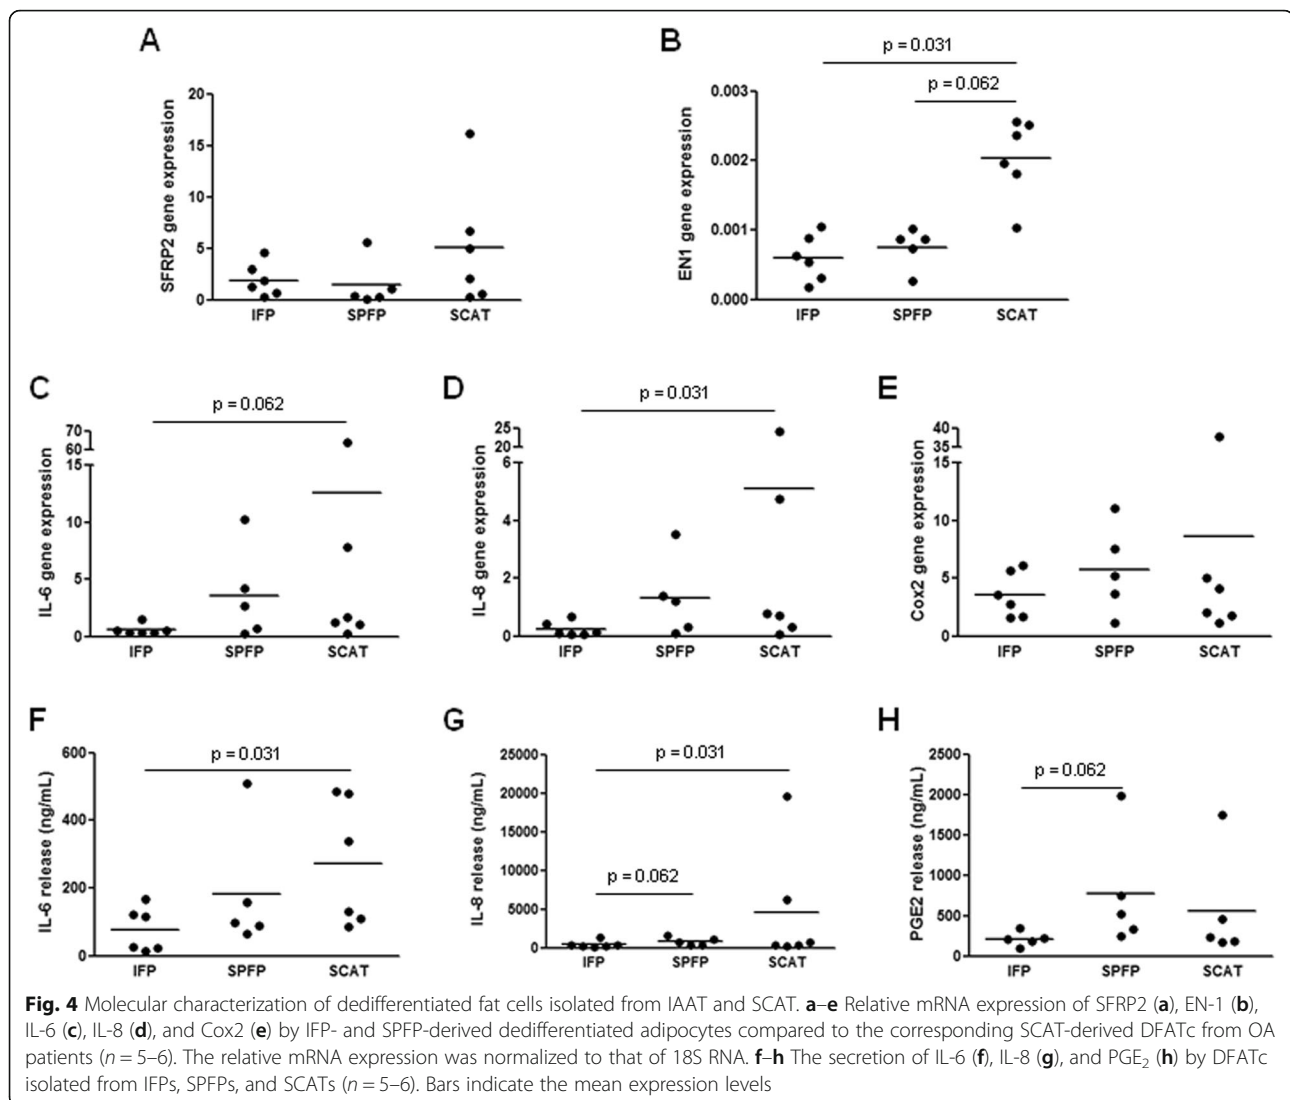 A
SFRP2 gene expression
20
15
10
5
0
IFP SPFP SCAT
B
p = 0.031
p = 0.062
EN1 gene expression
0.003
0.002
0.001
0.000
IFP SPFP SCAT
C
p = 0.062
IL-6 gene expression
70
60
15
10
5
0
IFP SPFP SCAT
D
p = 0.031
IL-8 gene expression
25
20
6
4
2
0
IFP SPFP SCAT
E
Cox2 gene expression
40
35
15
10
5
0
IFP SPFP SCAT
F
p = 0.031
IL-6 release (ng/mL)
600
400
200
0
IFP SPFP SCAT
G
p = 0.031
p = 0.062
IL-8 release (ng/mL)
25000
20000
15000
10000
5000
0
IFP SPFP SCAT
H
p = 0.062
PGE2 release (ng/mL)
2500
2000
1500
1000
500
0
IFP SPFP SCAT
Fig. 4 Molecular characterization of dedifferentiated fat cells isolated from IAAT and SCAT. a–e Relative mRNA expression of SFRP2 (a), EN-1 (b),
IL-6 (c), IL-8 (d), and Cox2 (e) by IFP- and SPFP-derived dedifferentiated adipocytes compared to the corresponding SCAT-derived DFATc from OA
patients (n = 5–6). The relative mRNA expression was normalized to that of 18S RNA. f–h The secretion of IL-6 (f), IL-8 (g), and PGE₂ (h) by DFATc
isolated from IFPs, SPFPs, and SCATs (n = 5–6). Bars indicate the mean expression levels